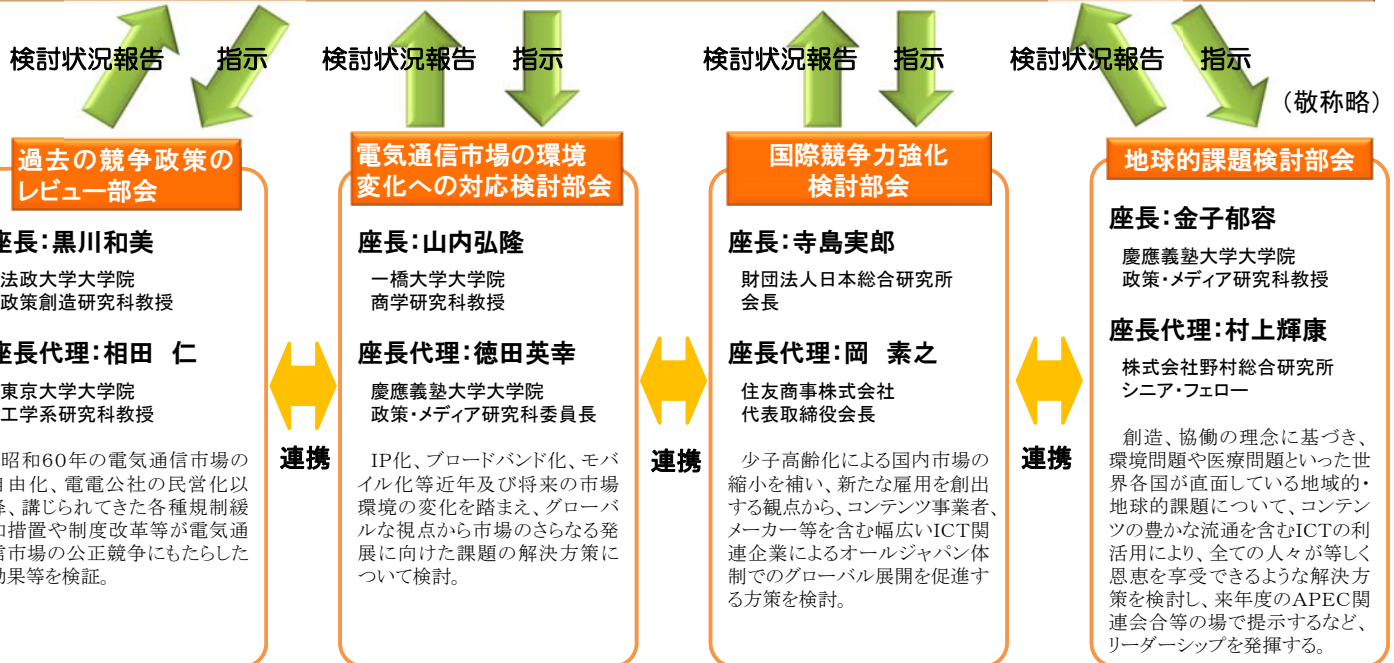 検討状況報告 指示 検討状況報告 指示 検討状況報告 指示 検討状況報告 指示
(敬称略)
過去の競争政策の
レビュー部会
座長：黒川和美
法政大学大学院
政策創造研究科教授
座長代理：相田 仁
東京大学大学院
工学系研究科教授
昭和60年の電気通信市場の
自由化、電電公社の民営化以
降、講じられてきた各種規制緩
和措置や制度改革等が電気通
信市場の公正競争にもたらした
効果等を検証。
連携
電気通信市場の環境
変化への対応検討部会
座長：山内弘隆
一橋大学大学院
商学研究科教授
座長代理：徳田英幸
慶應義塾大学大学院
政策・メディア研究科委員長
IP化、ブロードバンド化、モバ
イル化等近年及び将来の市場
環境の変化を踏まえ、グローバ
ルな視点から市場のさらなる発
展に向けた課題の解決方策に
ついて検討。
連携
国際競争力強化
検討部会
座長：寺島実郎
財団法人日本総合研究所
会長
座長代理：岡 素之
住友商事株式会社
代表取締役会長
少子高齢化による国内市場の
縮小を補い、新たな雇用を創出
する観点から、コンテンツ事業者、
メーカー等を含む幅広いICT関
連企業によるオールジャパン体
制でのグローバル展開を促進す
る方策を検討。
連携
地球的課題検討部会
座長：金子郁容
慶應義塾大学大学院
政策・メディア研究科教授
座長代理：村上輝康
株式会社野村総合研究所
シニア・フェロー
創造、協働の理念に基づき、
環境問題や医療問題といった世
界各国が直面している地域的・
地球的課題について、コンテン
ツの豊かな流通を含むICTの利
活用により、全ての人々が等しく
恩恵を享受できるような解決方
策を検討し、来年度のAPEC関
連会合等の場で提示するなど、
リーダーシップを発揮する。